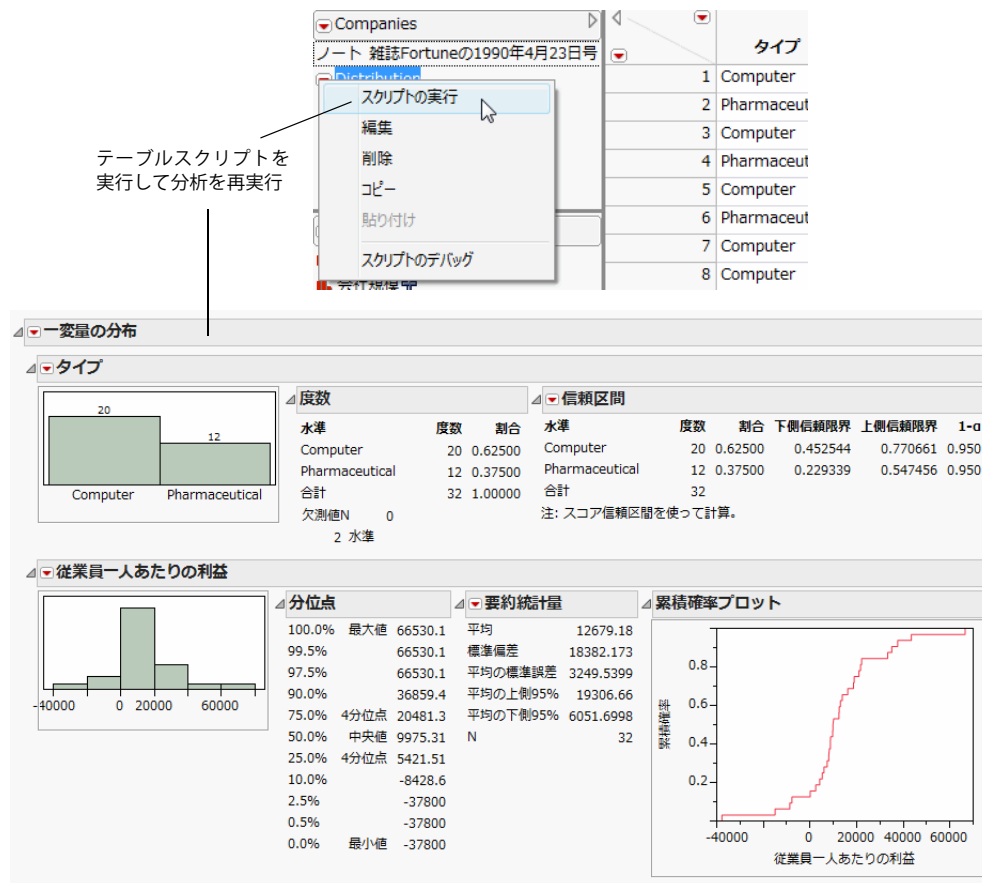 Companies
ノート 雑誌Fortuneの1990年4月23日号
Distribution
スクリプトの実行
編集
削除
コピー
貼り付け
スクリプトのデバッグ
タイプ
1 Computer
2 Pharmaceut
3 Computer
4 Pharmaceut
5 Computer
6 Pharmaceut
7 Computer
8 Computer
テーブルスクリプトを
実行して分析を再実行
一変量の分布
タイプ
20
12
Computer Pharmaceutical
度数
水準 度数 割合
Computer 20 0.62500
Pharmaceutical 12 0.37500
合計 32 1.00000
欠測値N 0
2 水準
信頼区間
水準 度数 割合 下側信頼限界 上側信頼限界 1-α
Computer 20 0.62500 0.452544 0.770661 0.950
Pharmaceutical 12 0.37500 0.229339 0.547456 0.950
合計 32
注: スコア信頼区間を使って計算。
従業員一人あたりの利益
-40000 0 20000 60000
分位点
100.0% 最大値 66530.1
99.5% 66530.1
97.5% 66530.1
90.0% 36859.4
75.0% 4分位点 20481.3
50.0% 中央値 9975.31
25.0% 4分位点 5421.51
10.0% -8428.6
2.5% -37800
0.5% -37800
0.0% 最小値 -37800
要約統計量
平均 12679.18
標準偏差 18382.173
平均の標準誤差 3249.5399
平均の上側95% 19306.66
平均の下側95% 6051.6998
N 32
累積確率プロット
累積確率
0.8
0.6
0.4
0.2
-40000 0 20000 40000 60000
従業員一人あたりの利益